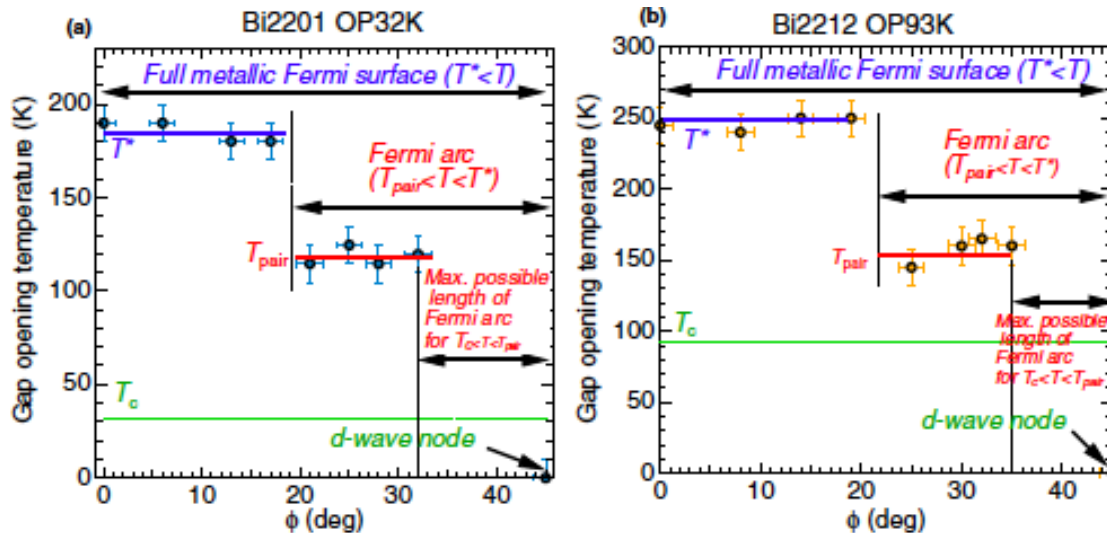 (a)
Bi2201 OP32K
Full metallic Fermi surface (T*<T)
T*
Fermi arc
(Tpair<T<T*)
Tpair
Max. possible
length of
Fermi arc
for Tc<T<Tpair
Tc
d-wave node
Gap opening temperature (K)
200
150
100
50
0
0 10 20 30 40
ϕ (deg)
(b)
Bi2212 OP93K
Full metallic Fermi surface (T*<T)
T*
Fermi arc
(Tpair<T<T*)
Tpair
Max. possible
length of
Fermi arc
for Tc<T<Tpair
Tc
d-wave node
Gap opening temperature (K)
300
250
200
150
100
50
0
0 10 20 30 40
ϕ (deg)